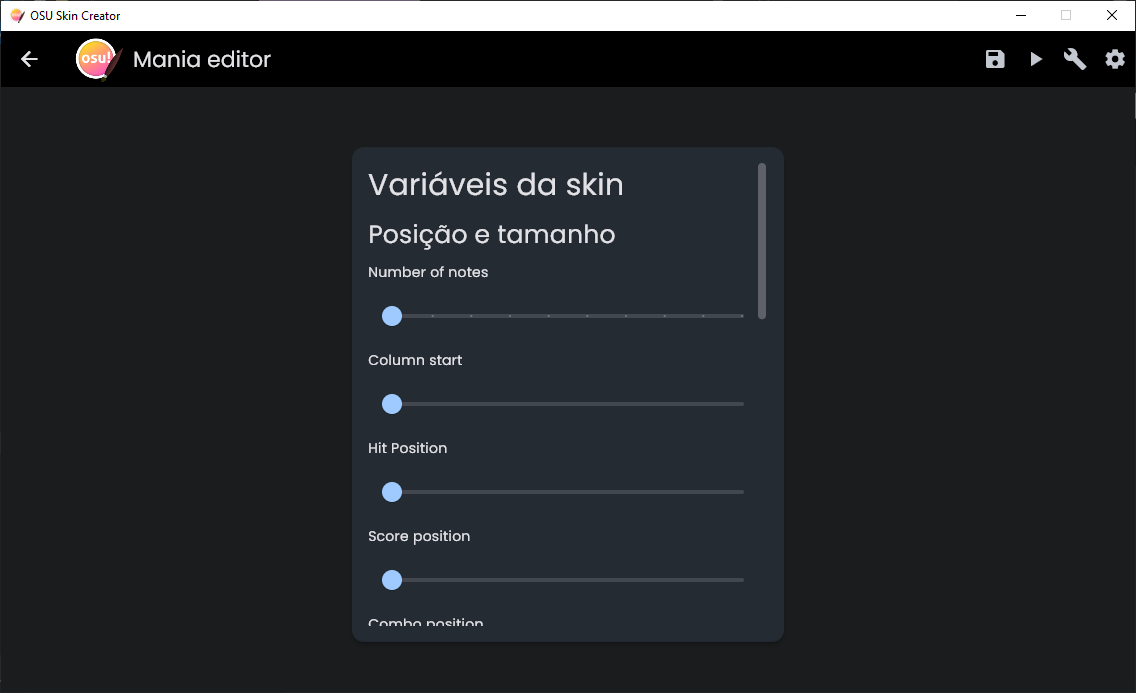 OSU Skin Creator
osu!
Mania editor
Variáveis da skin
Posição e tamanho
Number of notes
Column start
Hit Position
Score position
Combo position